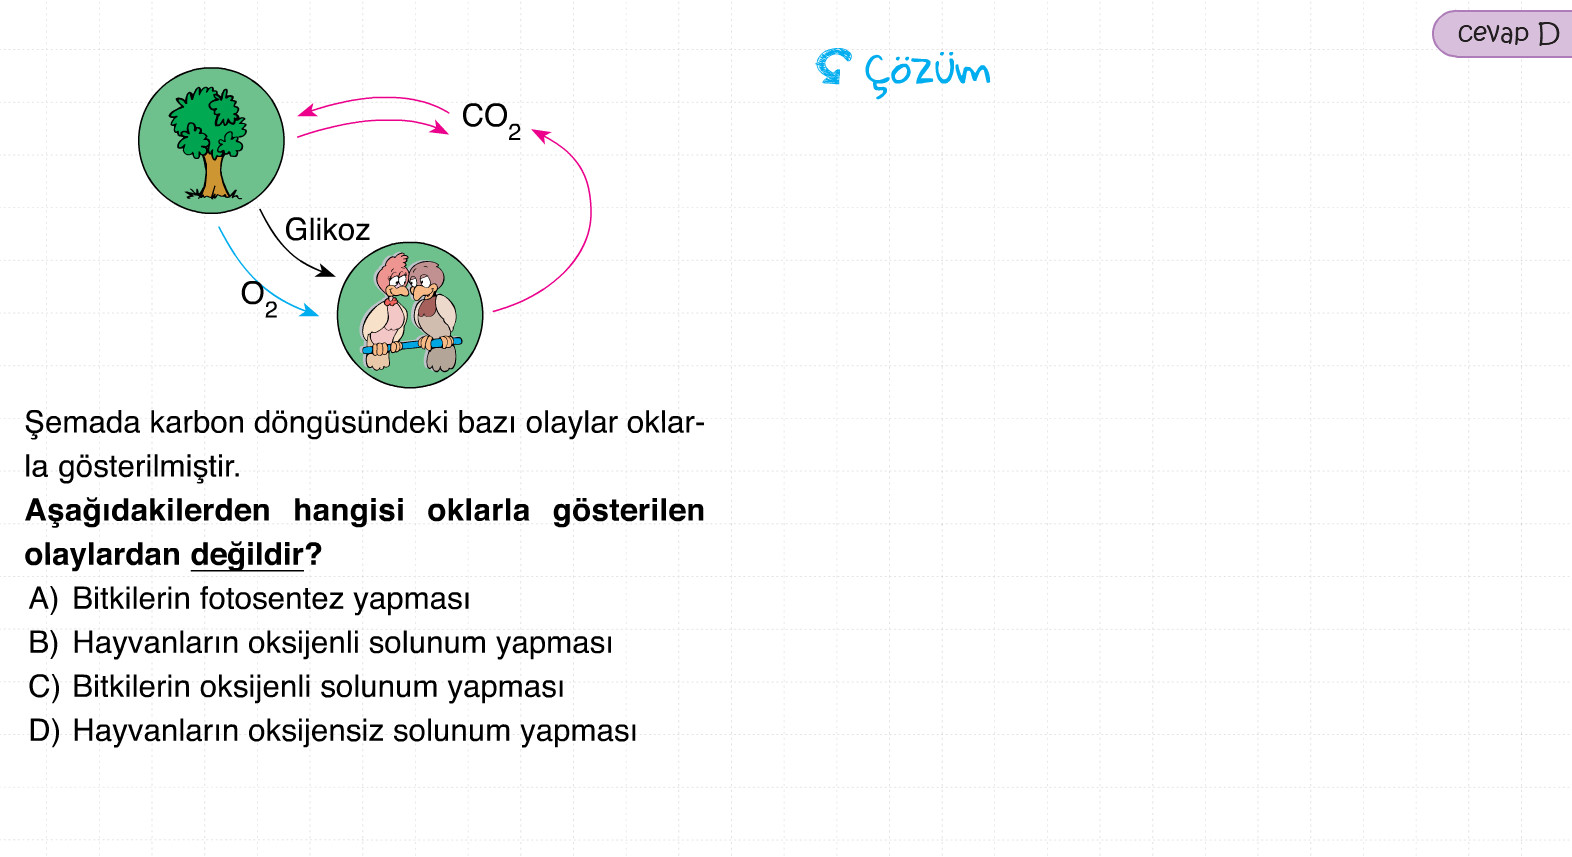 cevap D
Çözüm
CO2
Glikoz
O2
Şemada karbon döngüsündeki bazı olaylar oklar-
la gösterilmiştir.
Aşağıdakilerden hangisi oklarla gösterilen
olaylardan değildir?
A) Bitkilerin fotosentez yapması
B) Hayvanların oksijenli solunum yapması
C) Bitkilerin oksijenli solunum yapması
D) Hayvanların oksijensiz solunum yapması